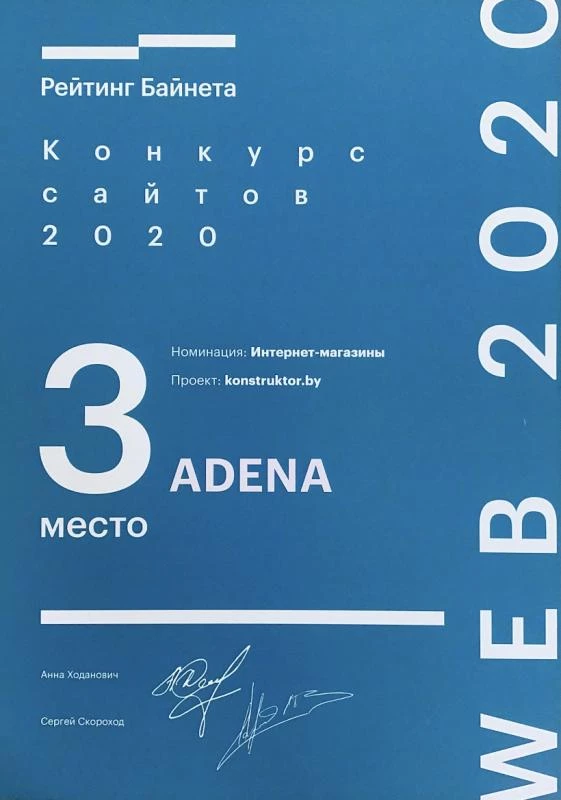 Рейтинг Байнета
Конкурс
сайтов
2020
3
место
Номинация: Интернет-магазины
Проект: konstruktor.by
ADENA
Анна Ходанович
Сергей Скороход
WEB 2020